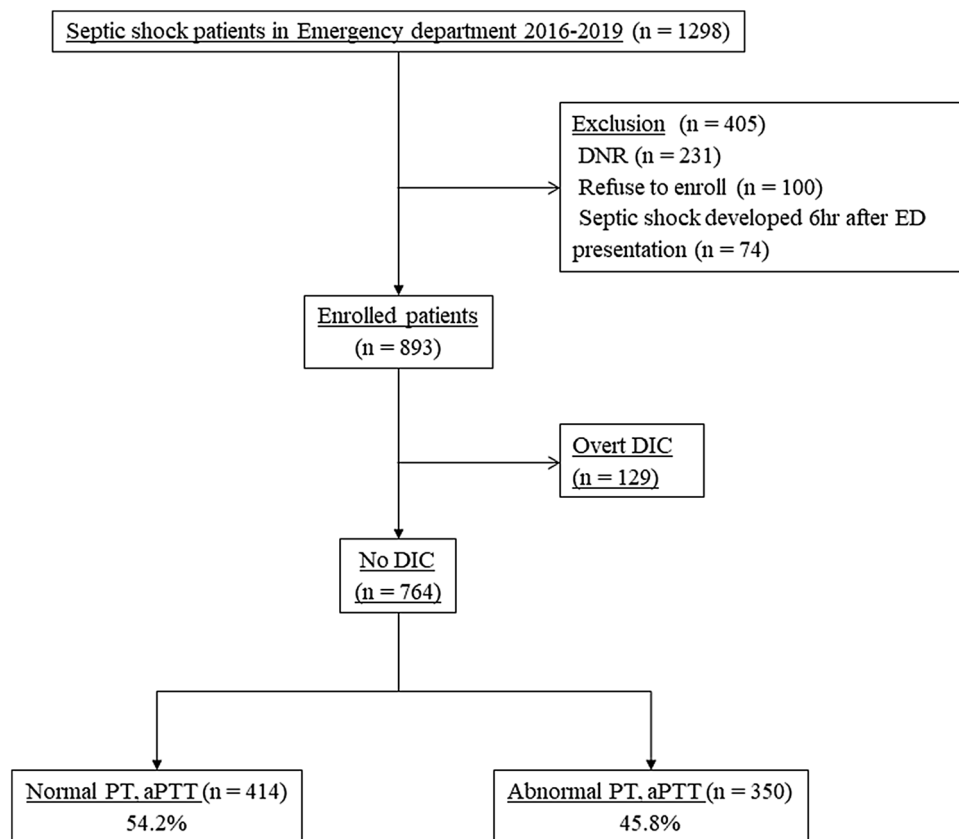 Septic shock patients in Emergency department 2016-2019 (n = 1298)
Exclusion (n = 405)
DNR (n = 231)
Refuse to enroll (n = 100)
Septic shock developed 6hr after ED
presentation (n = 74)
Enrolled patients
(n = 893)
Overt DIC
(n = 129)
No DIC
(n = 764)
Normal PT, aPTT (n = 414)
54.2%
Abnormal PT, aPTT (n = 350)
45.8%